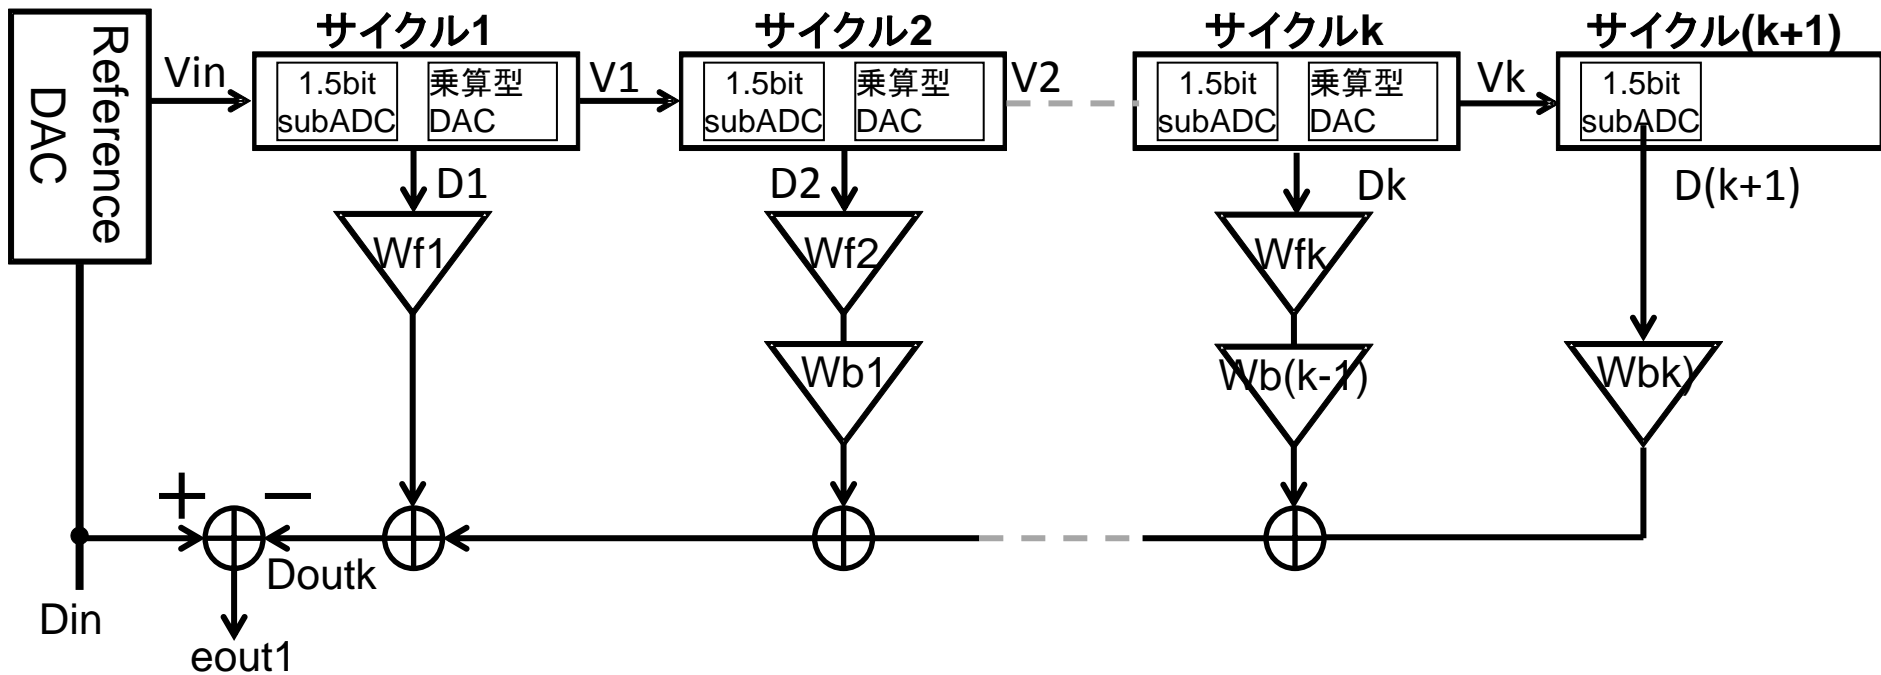 Reference
DAC
サイクル1
サイクル2
サイクルk
サイクル(k+1)
Vin
1.5bit
subADC
乗算型
DAC
V1
1.5bit
subADC
乗算型
DAC
V2
1.5bit
subADC
乗算型
DAC
Vk
1.5bit
subADC
D1
D2
Dk
D(k+1)
Wf1
Wf2
Wfk
Wb1
Wb(k-1)
Wbk)
+
−
Doutk
Din
eout1